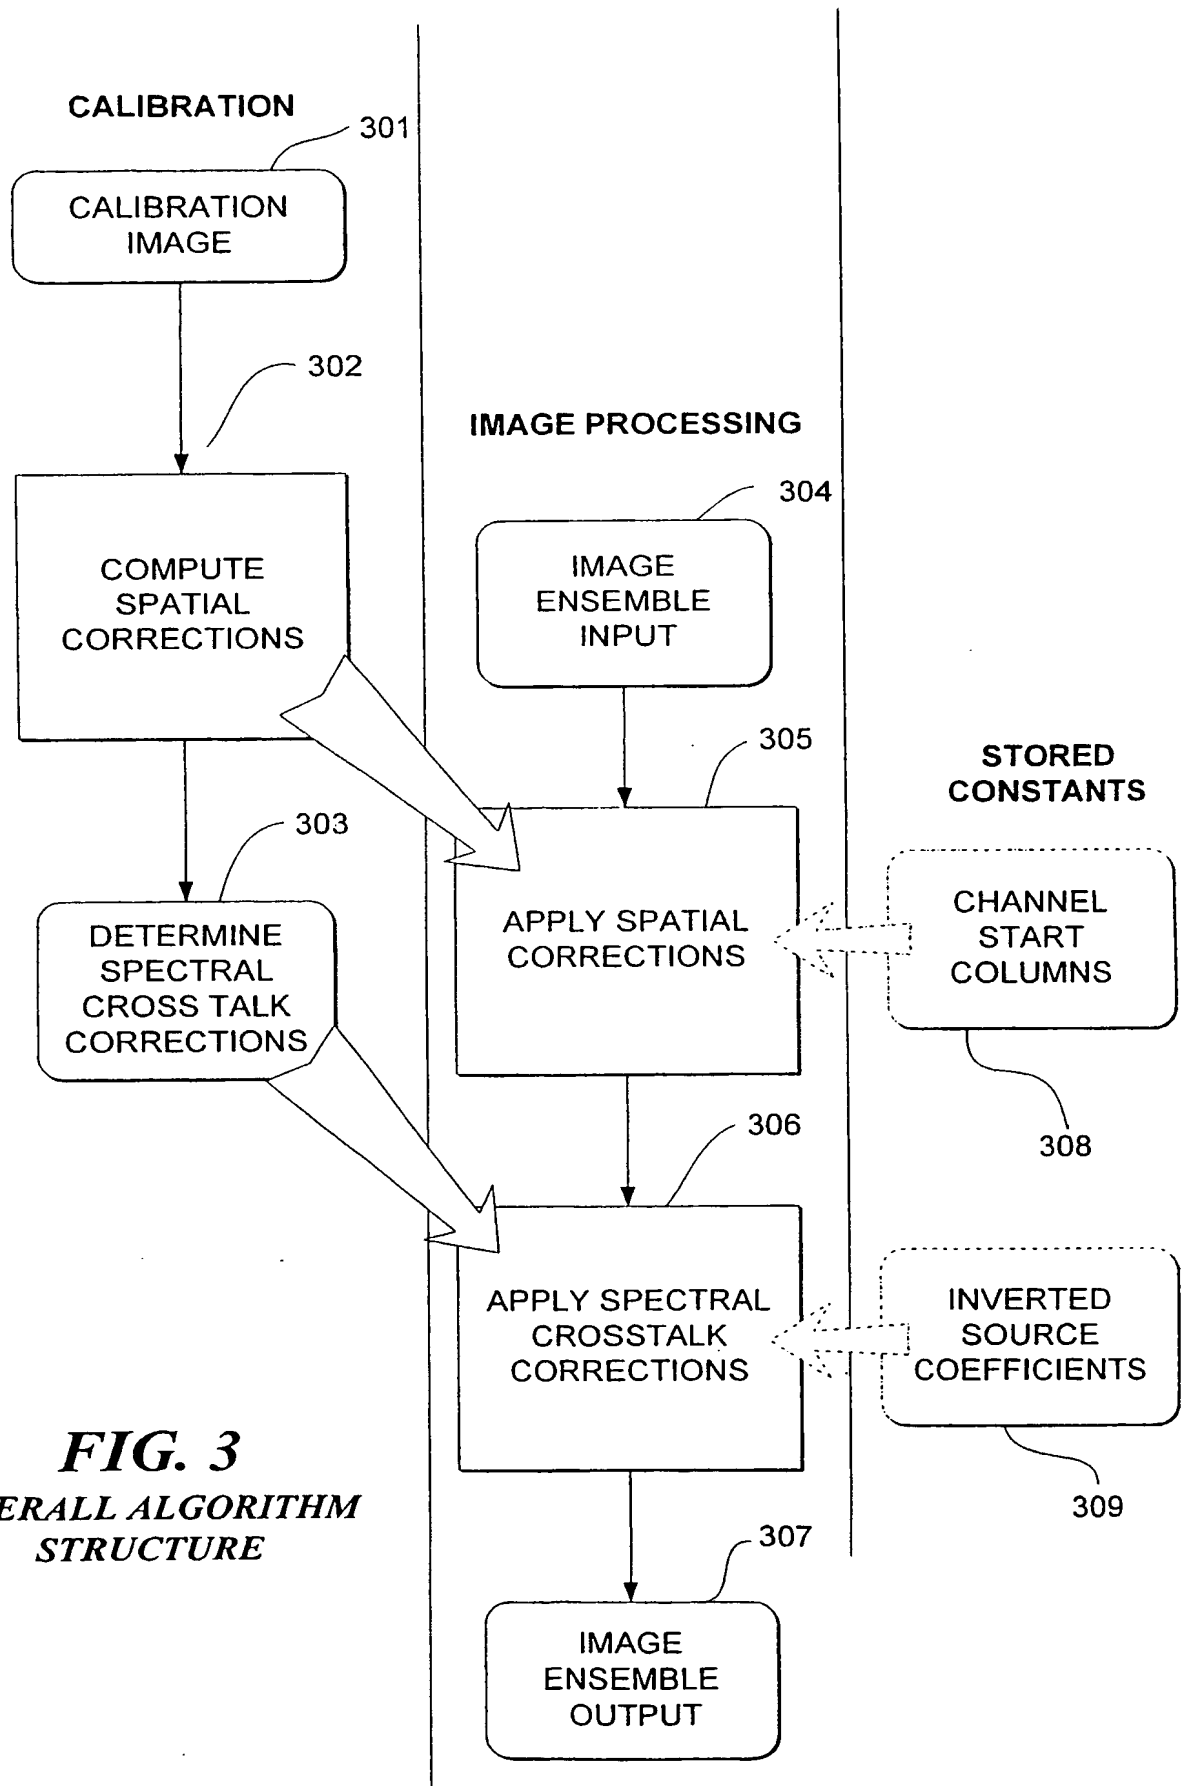 CALIBRATION
301
CALIBRATION
IMAGE
302
COMPUTE
SPATIAL
CORRECTIONS
303
DETERMINE
SPECTRAL
CROSS TALK
CORRECTIONS
IMAGE PROCESSING
304
IMAGE
ENSEMBLE
INPUT
305
APPLY SPATIAL
CORRECTIONS
306
APPLY SPECTRAL
CROSSTALK
CORRECTIONS
307
IMAGE
ENSEMBLE
OUTPUT
STORED
CONSTANTS
CHANNEL
START
COLUMNS
308
INVERTED
SOURCE
COEFFICIENTS
309
FIG. 3
ERALL ALGORITHM
STRUCTURE